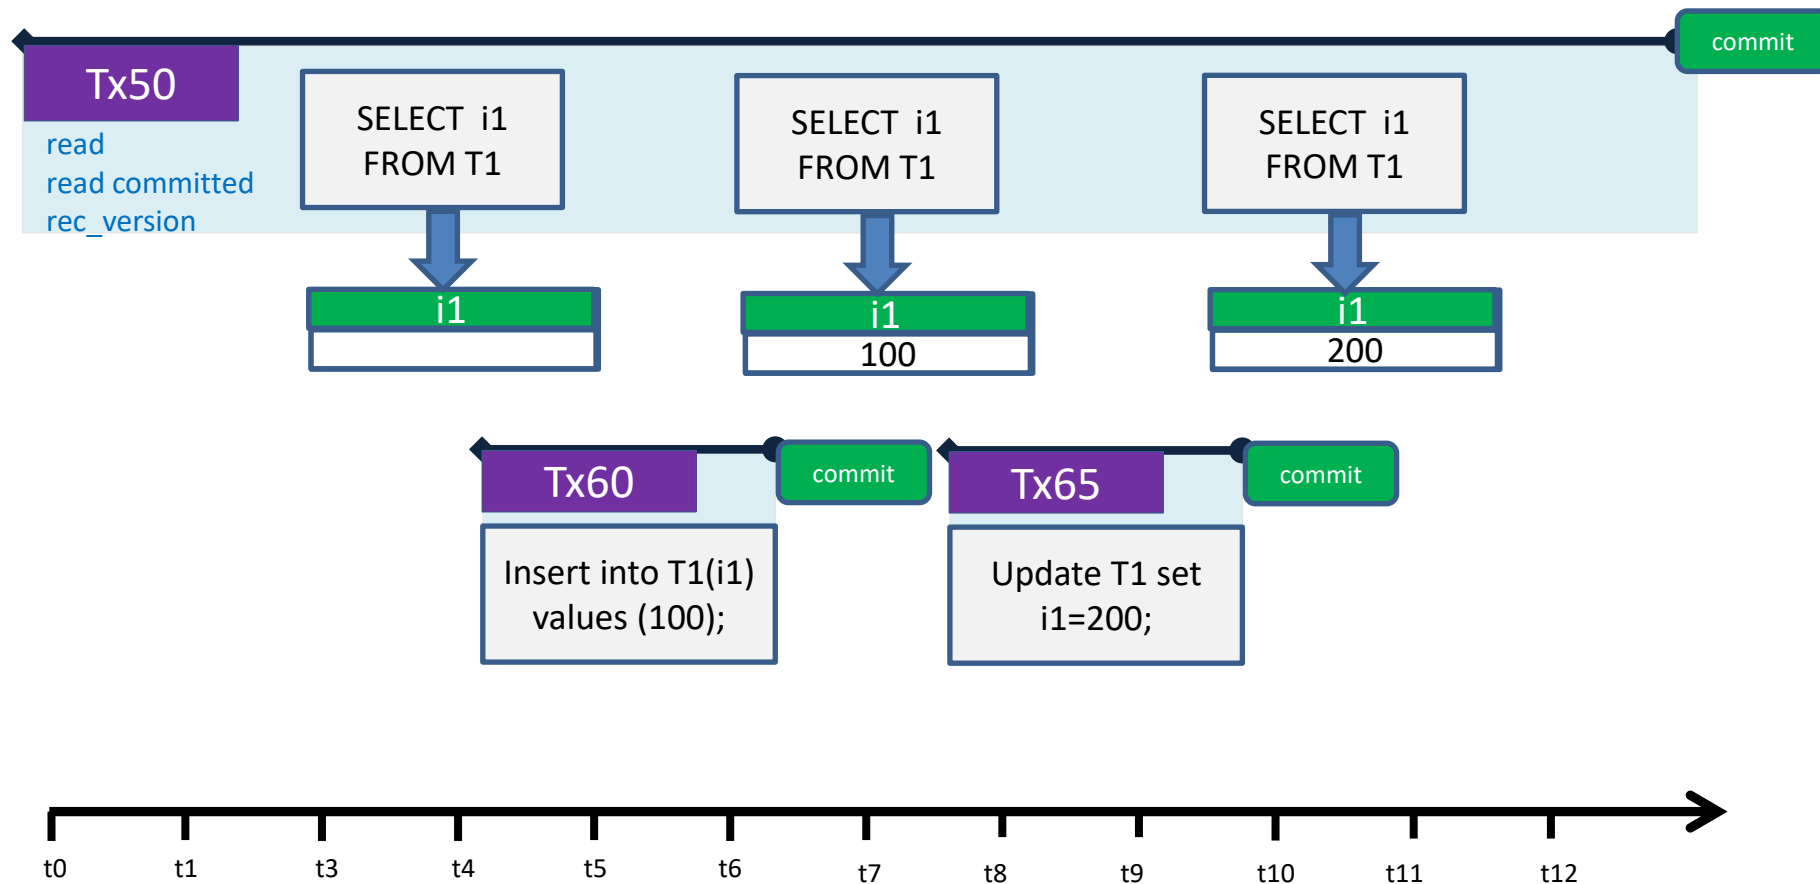 commit
Tx50
read
read committed
rec_version
SELECT i1
FROM T1
SELECT i1
FROM T1
SELECT i1
FROM T1
i1
i1
100
i1
200
Tx60
commit
Insert into T1(i1)
values (100);
Tx65
commit
Update T1 set
i1=200;
t0 t1 t3 t4 t5 t6 t7 t8 t9 t10 t11 t12